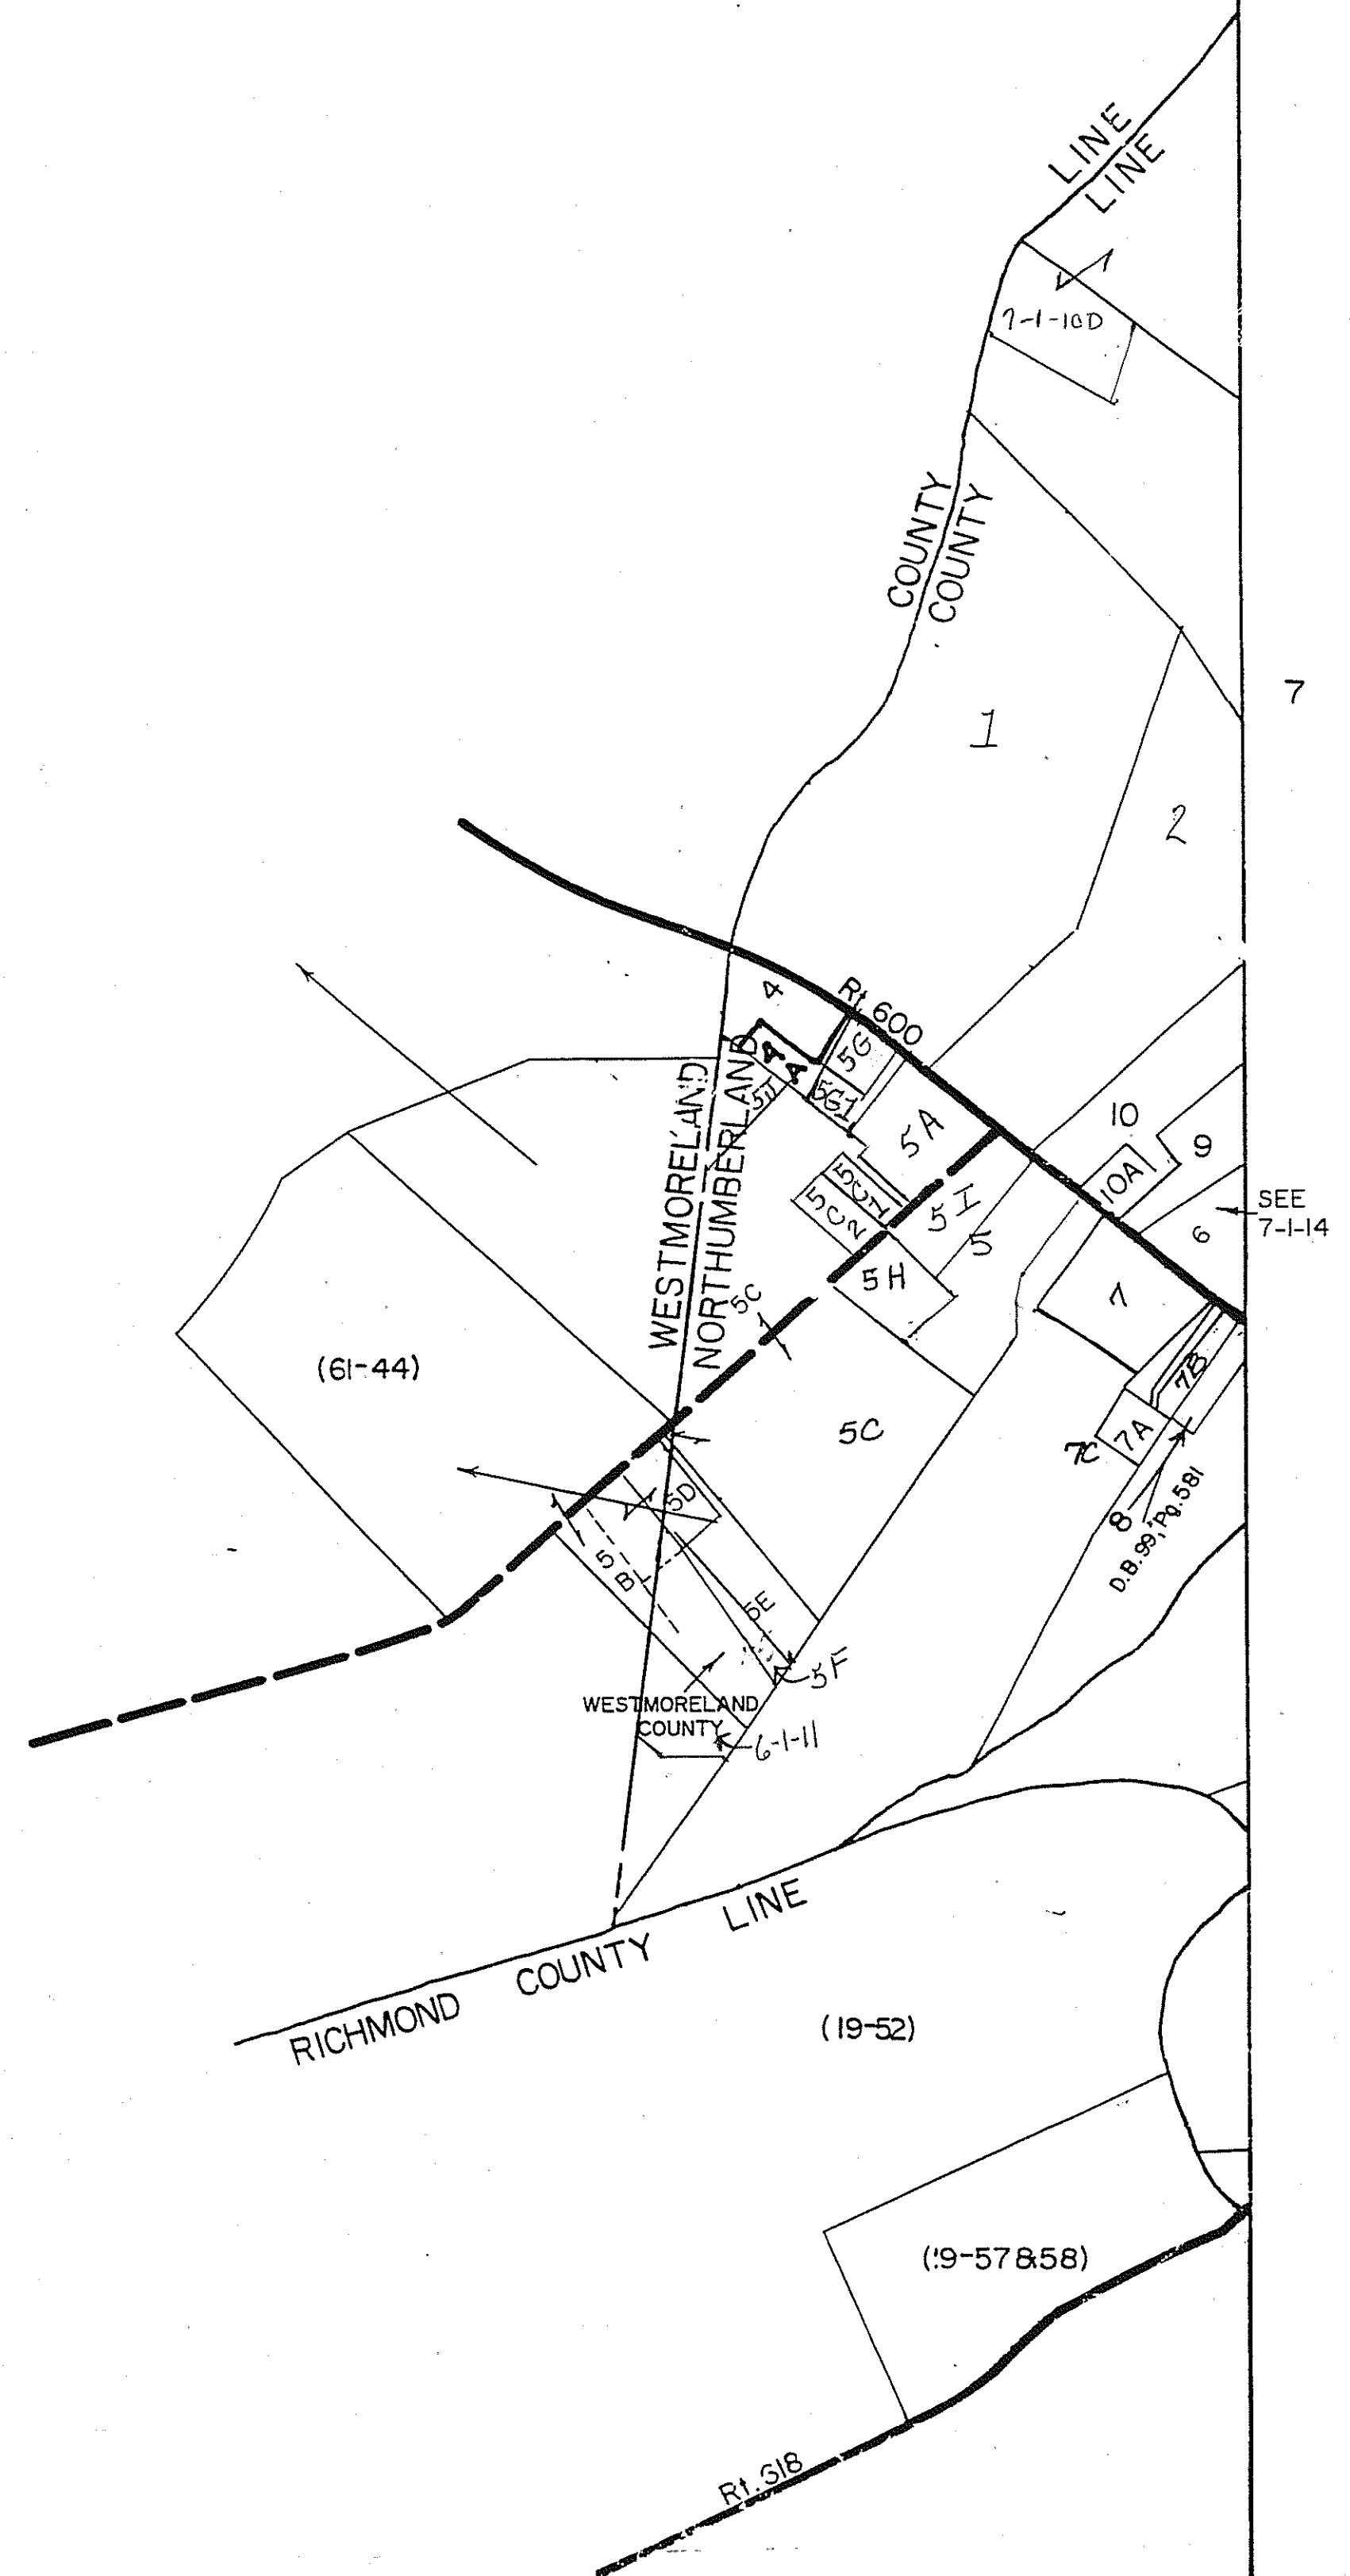 LINE
LINE
7-1-10D
COUNTY
COUNTY
7
1
2
4
Rt. 600
4A
5G
5G1
5A
10
9
10A
SEE
7-1-14
6
WESTMORELAND
NORTHUMBERLAND
5C1
5C2
5I
5
5H
5C
7
(61-44)
5C
7B
7A
7C
8
D.B. 99, Pg. 581
5D
5
B
5E
5F
WESTMORELAND
COUNTY
6-1-11
RICHMOND COUNTY LINE
(19-52)
(19-57&58)